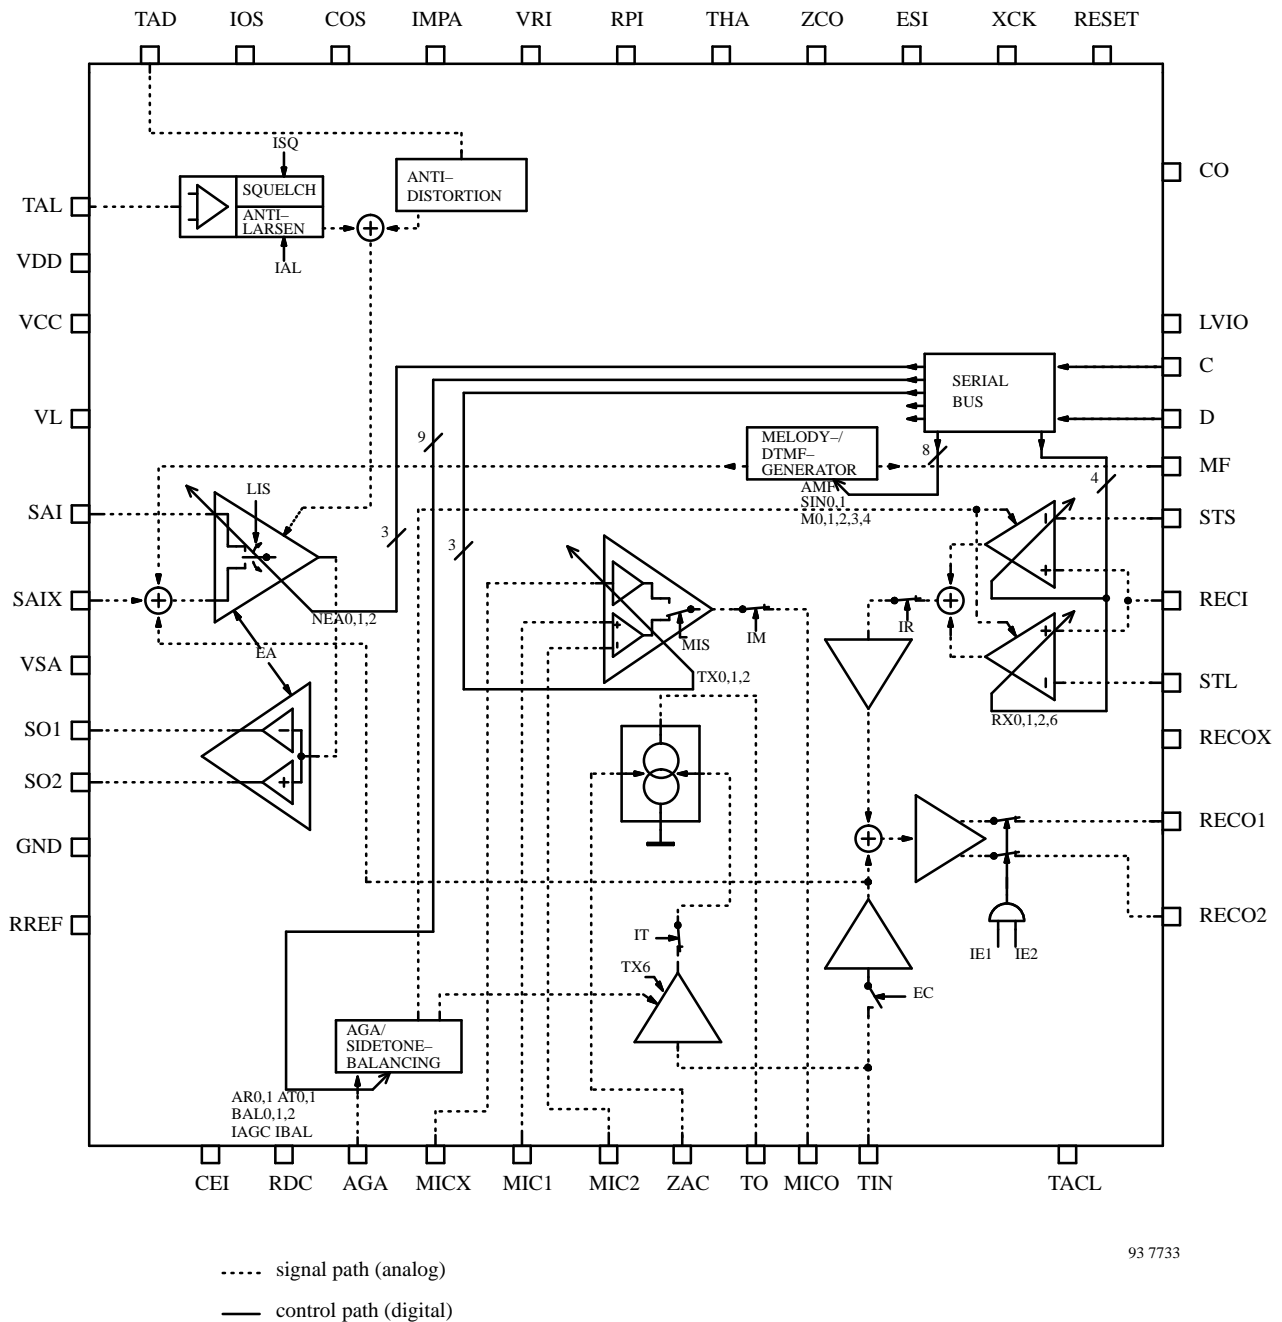 TAD IOS COS IMPA VRI RPI THA ZCO ESI XCK RESET
ISQ
ANTI–
DISTORTION
SQUELCH
ANTI–
LARSEN
IAL
CO
TAL
VDD
VCC
LVIO
C
SERIAL
BUS
D
VL
9
MELODY–/
DTMF–
GENERATOR
8
MF
AMF
SIN0,1
M0,1,2,3,4
4
LIS
SAI
STS
3
3
SAIX
RECI
NEA0,1,2
MIS
IM
IR
EA
VSA
TX0,1,2
STL
RX0,1,2,6
SO1
RECOX
SO2
RECO1
GND
RREF
RECO2
IT
IE1 IE2
TX6
EC
AGA/
SIDETONE–
BALANCING
AR0,1 AT0,1
BAL0,1,2
IAGC IBAL
CEI RDC AGA MICX MIC1 MIC2 ZAC TO MICO TIN TACL
93 7733
signal path (analog)
control path (digital)